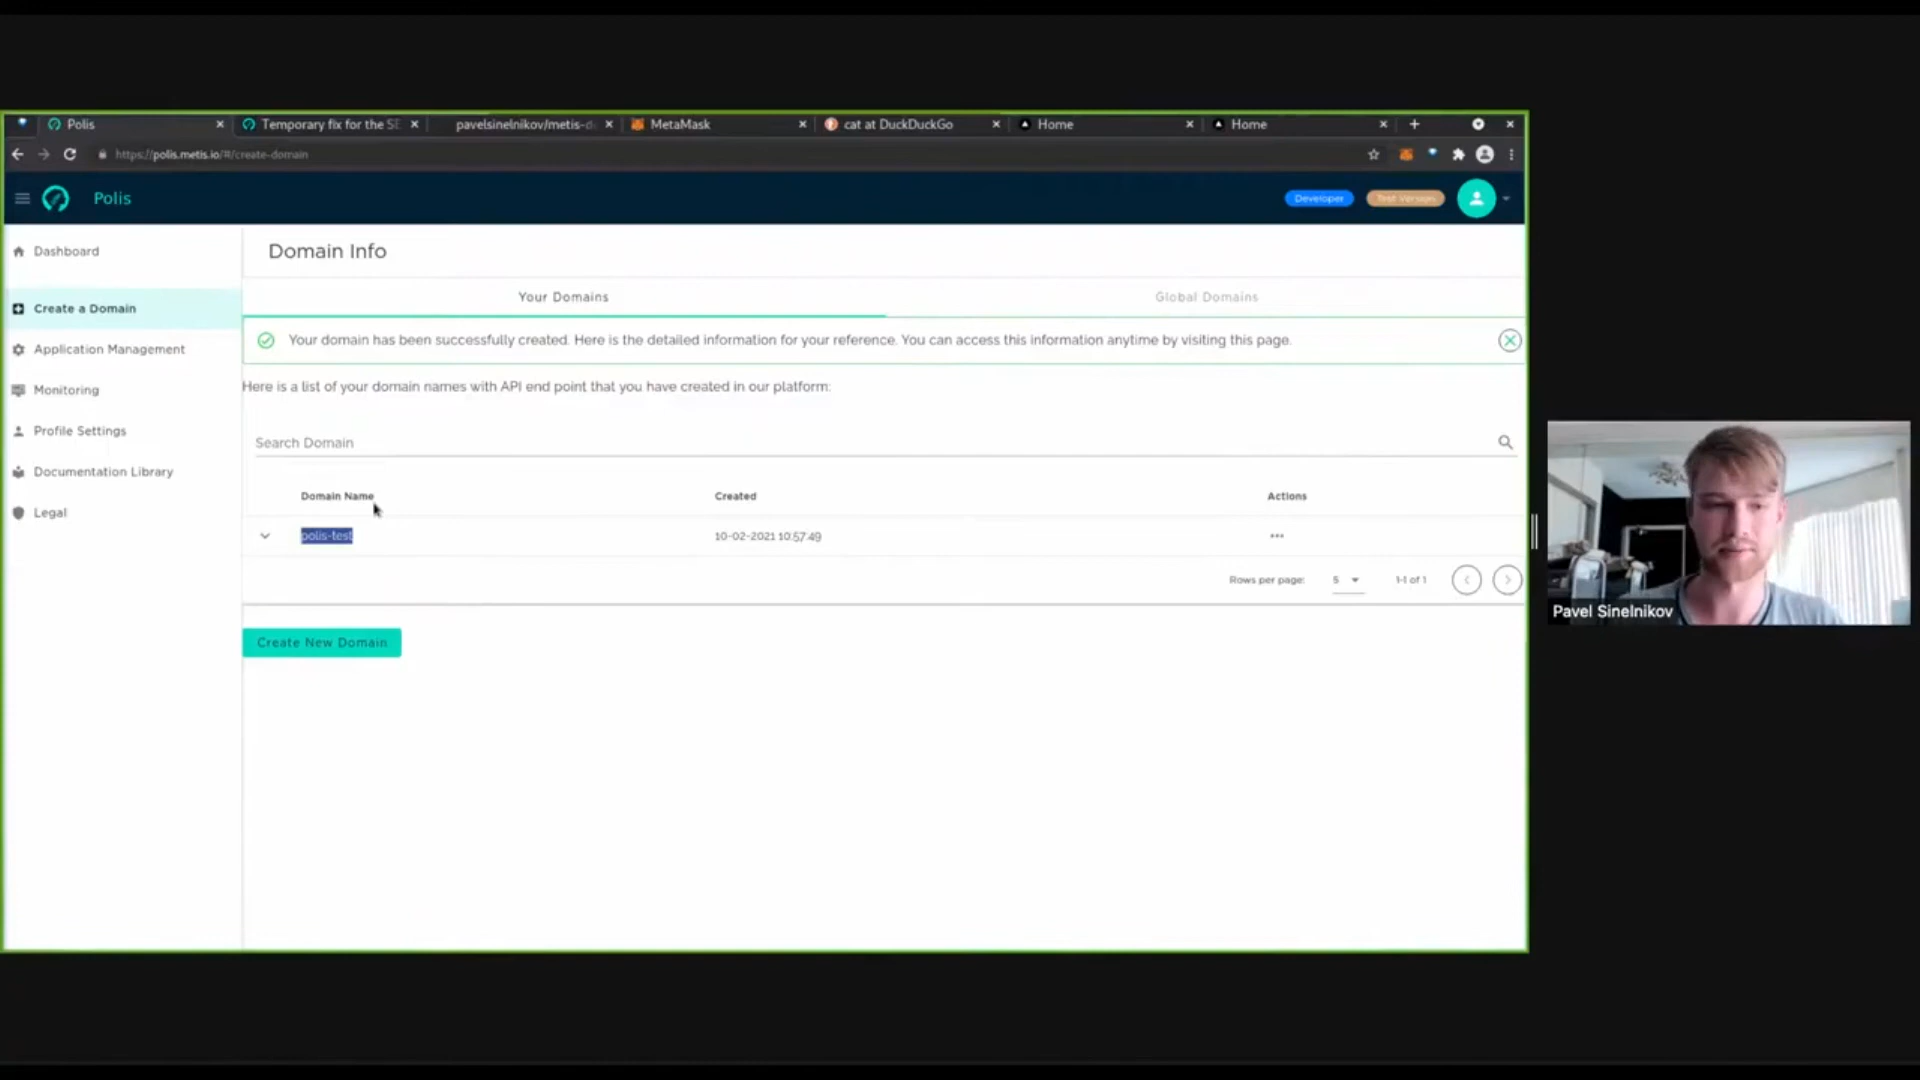 Polis
Temporary fix for the SE
pavelsinelnikov/metis-d
MetaMask
cat at DuckDuckGo
Home
Home
https://polis.metis.io/#/create-domain
Polis
Developer
Test Version
Dashboard
Create a Domain
Application Management
Monitoring
Profile Settings
Documentation Library
Legal
Domain Info
Your Domains
Global Domains
Your domain has been successfully created. Here is the detailed information for your reference. You can access this information anytime by visiting this page.
Here is a list of your domain names with API end point that you have created in our platform:
Search Domain
Domain Name
Created
Actions
polis-test
10-02-2021 10:57:49
Rows per page:
5
1-1 of 1
Create New Domain
Pavel Sinelnikov